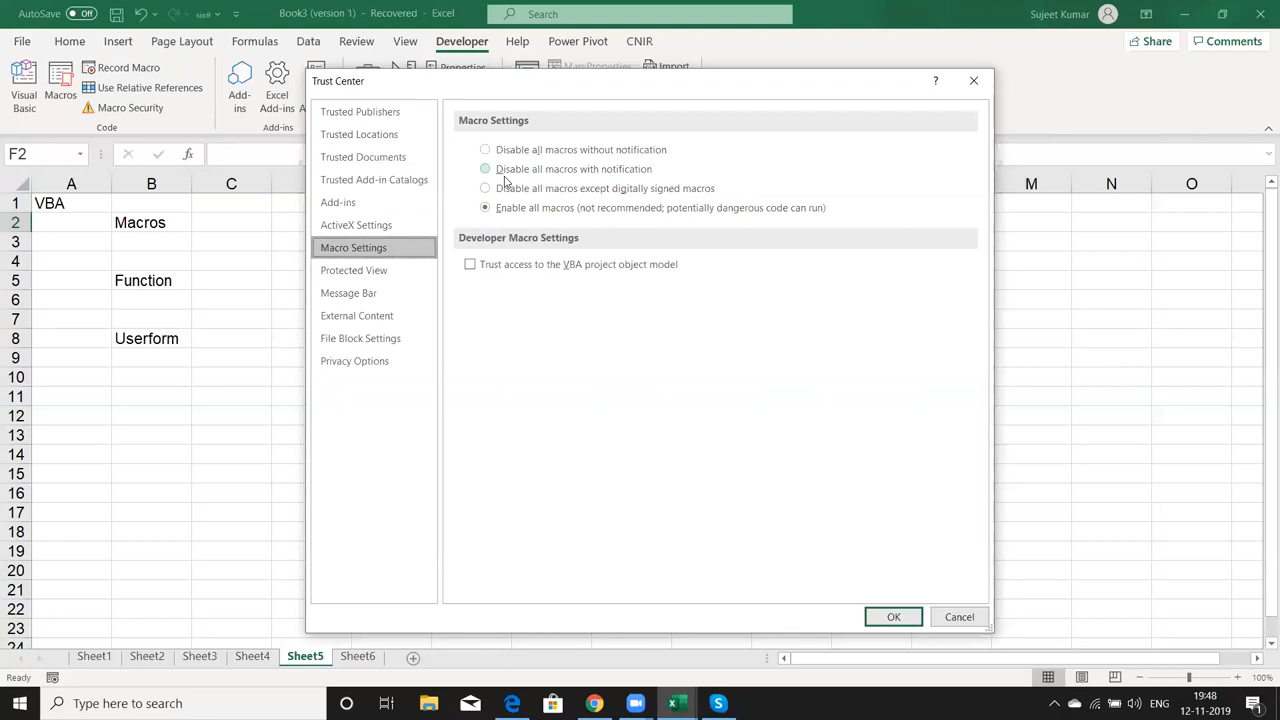 AutoSave Off Book3 (version 1).xlsb [Repaired] - Excel Search Sujeet Kumar
File Home Insert Page Layout Formulas Data Review View Developer Help Power Pivot CNIR Share Comments
Visual Basic Macros Record Macro Use Relative References Macro Security Add-ins Excel Add-ins Properties Map Properties Import
Code Add-ins
Trust Center ?
F2 fx
A B C M N O
1 VBA
2 Macros
3
4
5 Function
6
7
8 Userform
9
10
11
12
13
14
15
16
17
18
19
20
21
22
23
24
Trusted Publishers
Trusted Locations
Trusted Documents
Trusted Add-in Catalogs
Add-ins
ActiveX Settings
Macro Settings
Protected View
Message Bar
External Content
File Block Settings
Privacy Options
Macro Settings
Disable all macros without notification
Disable all macros with notification
Disable all macros except digitally signed macros
Enable all macros (not recommended; potentially dangerous code can run)
Developer Macro Settings
Trust access to the VBA project object model
OK Cancel
Sheet1 Sheet2 Sheet3 Sheet4 Sheet5 Sheet6
Ready 100%
Type here to search ENG 19:48
12-11-2019